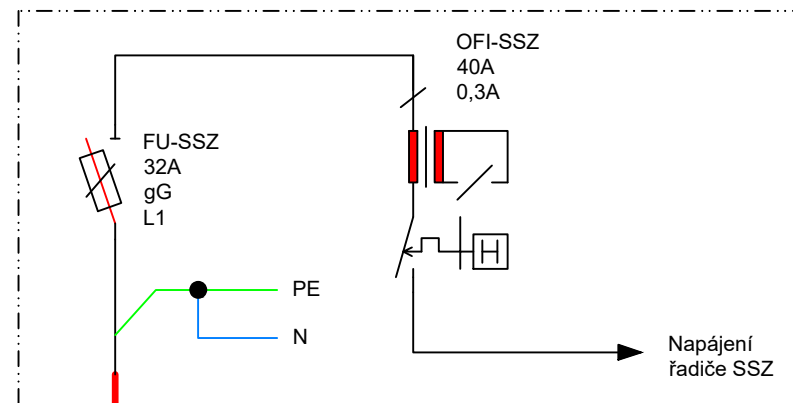 OFI-SSZ
40A
0,3A
FU-SSZ
32A
gG
L1
PE
N
Napájení
řadiče SSZ